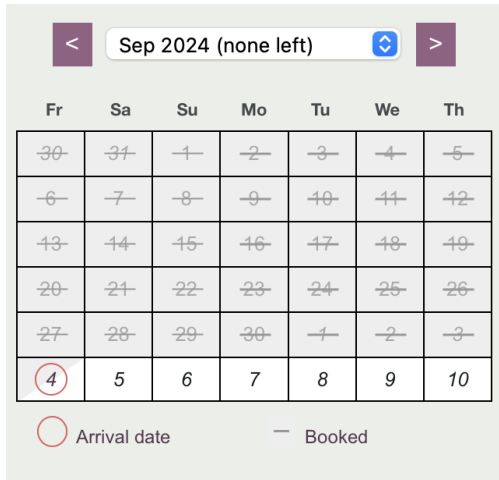 < Sep 2024 (none left) >
Fr Sa Su Mo Tu We Th
30 31 1 2 3 4 5
6 7 8 9 10 11 12
13 14 15 16 17 18 19
20 21 22 23 24 25 26
27 28 29 30 1 2 3
4 5 6 7 8 9 10
Arrival date — Booked